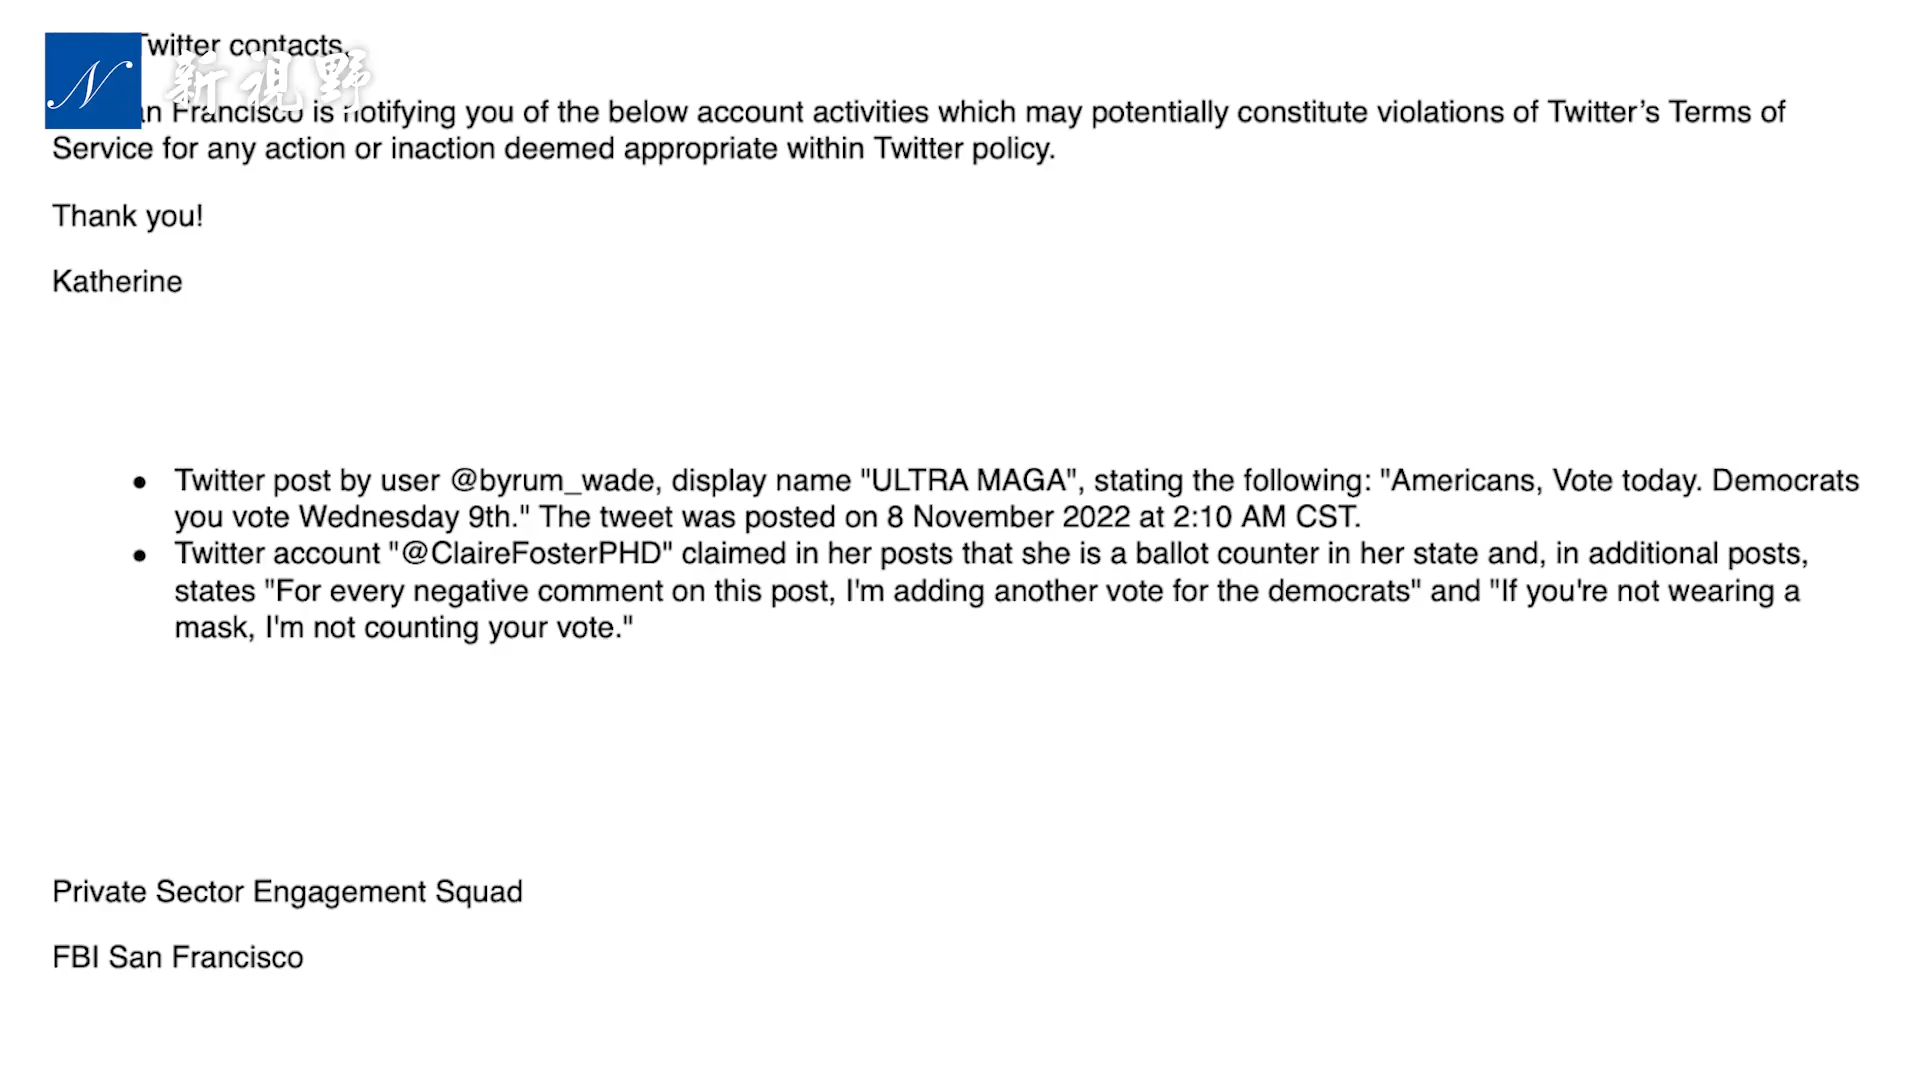 Twitter contacts,
新視野
San Francisco is notifying you of the below account activities which may potentially constitute violations of Twitter’s Terms of
Service for any action or inaction deemed appropriate within Twitter policy.
Thank you!
Katherine
● Twitter post by user @byrum_wade, display name "ULTRA MAGA", stating the following: "Americans, Vote today. Democrats
you vote Wednesday 9th." The tweet was posted on 8 November 2022 at 2:10 AM CST.
● Twitter account "@ClaireFosterPHD" claimed in her posts that she is a ballot counter in her state and, in additional posts,
states "For every negative comment on this post, I'm adding another vote for the democrats" and "If you're not wearing a
mask, I'm not counting your vote."
Private Sector Engagement Squad
FBI San Francisco